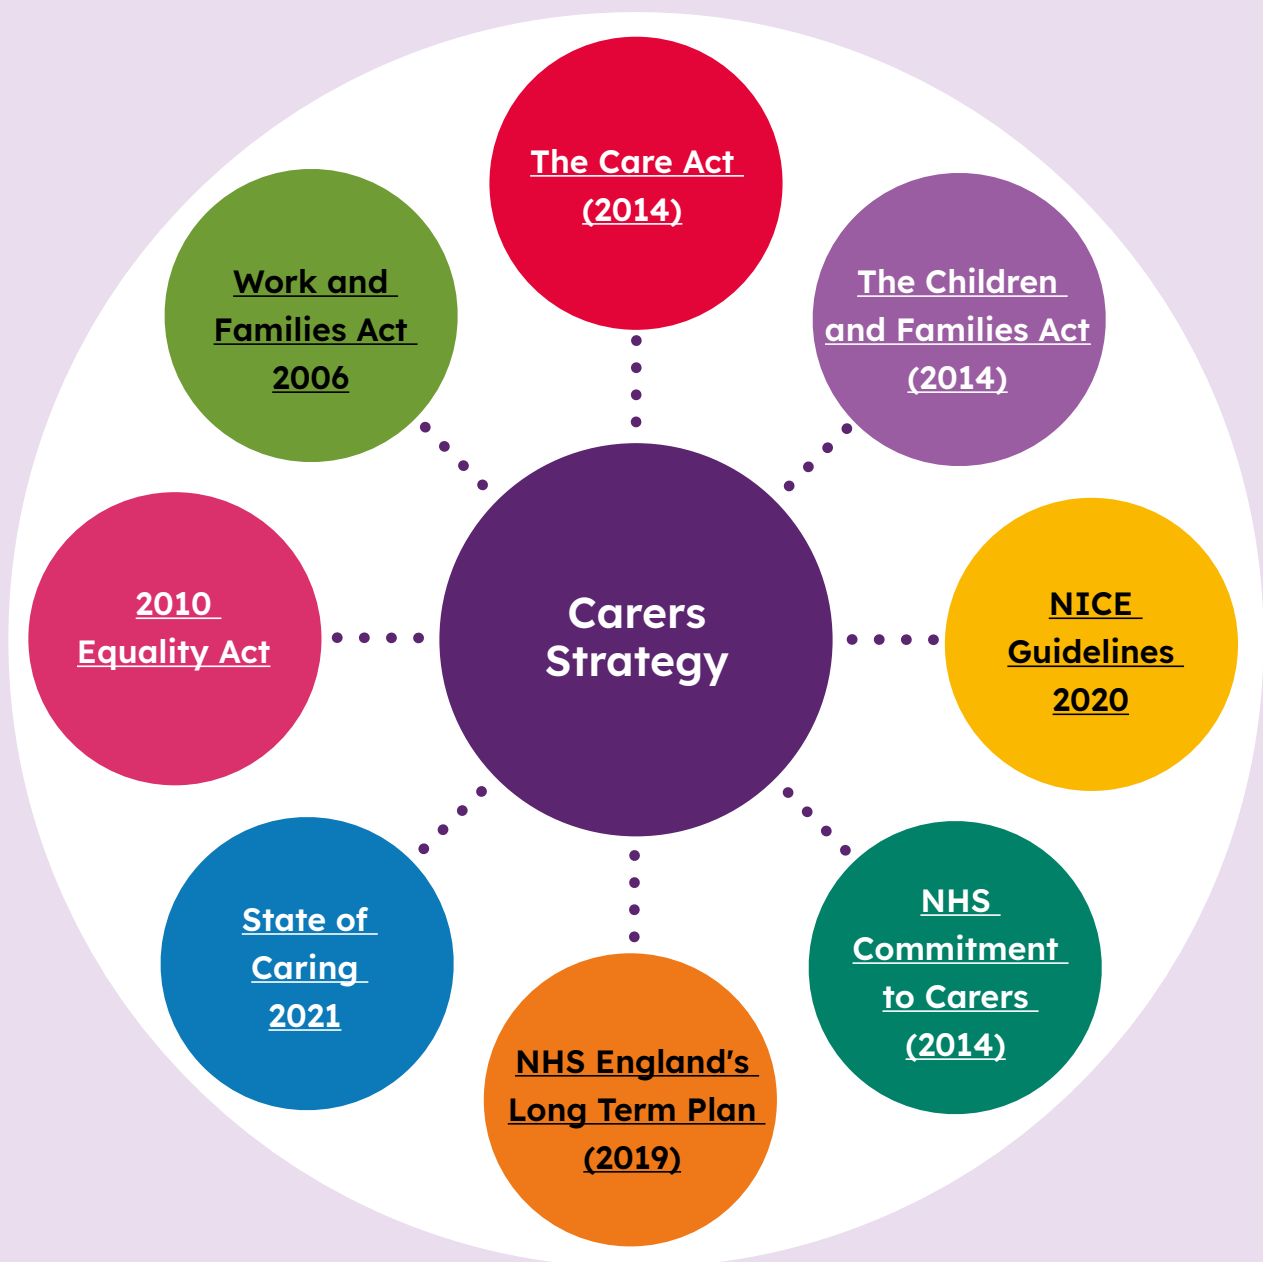 The Care Act
(2014)
The Children
and Families Act
(2014)
NICE
Guidelines
2020
NHS
Commitment
to Carers
(2014)
NHS England's
Long Term Plan
(2019)
State of
Caring
2021
2010
Equality Act
Work and
Families Act
2006
Carers
Strategy